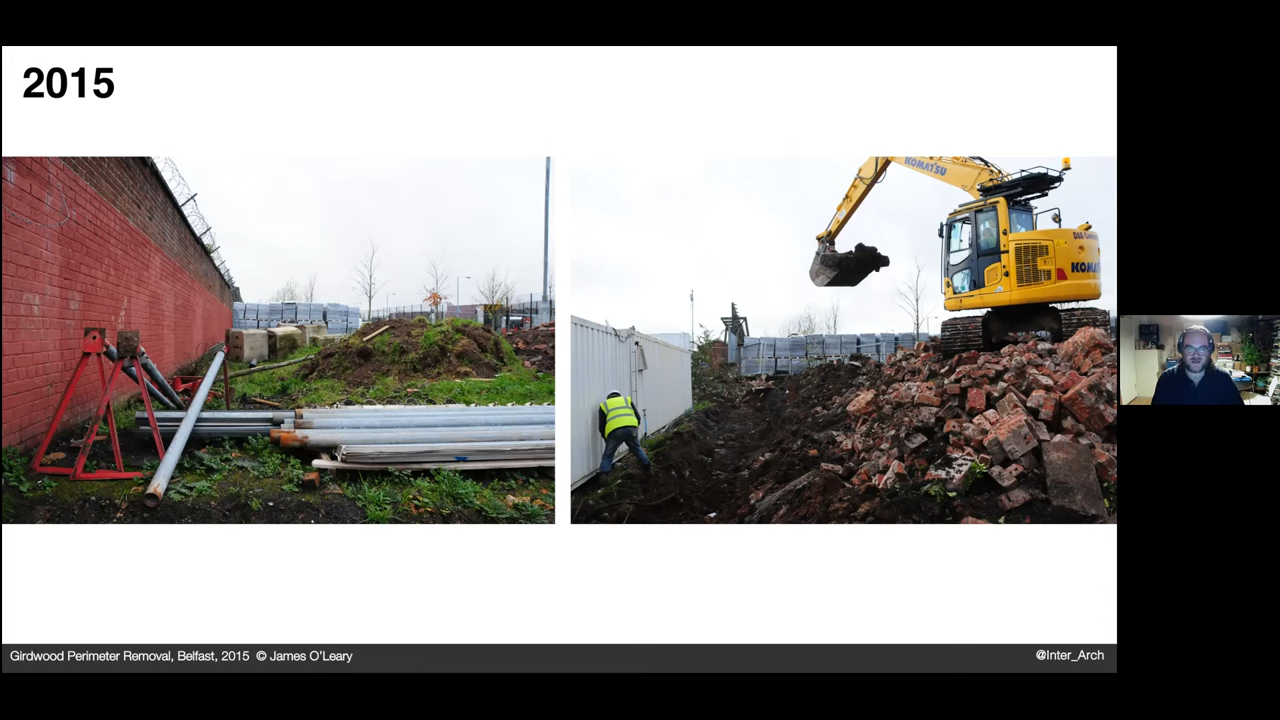 2015
KOMATSU
KOMATSU
Girdwood Perimeter Removal, Belfast, 2015 © James O'Leary
@Inter_Arch